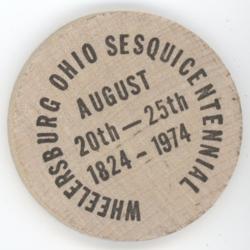 WHEELERSBURG OHIO SESQUICENTENNIAL
AUGUST
20th — 25th
1824 - 1974